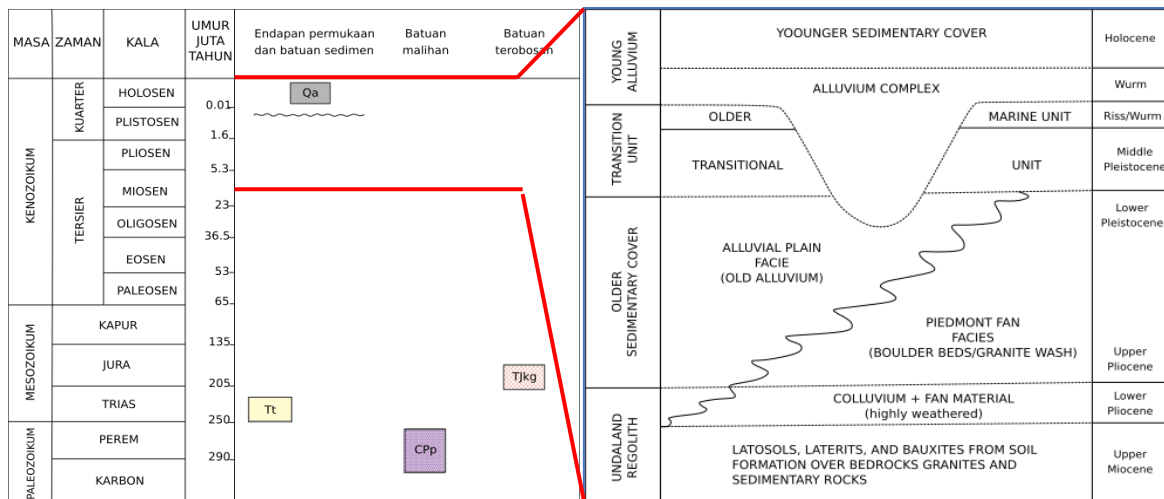 MASA
ZAMAN
KALA
UMUR
JUTA
TAHUN
Endapan permukaan
dan batuan sedimen
Batuan
malihan
Batuan
terobosan
KENOZOIKUM
KUARTER
HOLOSEN
0.01
PLISTOSEN
1.6
TERSIER
PLIOSEN
5.3
MIOSEN
23
OLIGOSEN
36.5
EOSEN
53
PALEOSEN
65
MESOZOIKUM
KAPUR
135
JURA
205
TRIAS
250
PALEOZOIKUM
PEREM
290
KARBON
Qa
TJkg
Tt
CPp
YOUNG
ALLUVIUM
YOOUNGER SEDIMENTARY COVER
Holocene
ALLUVIUM COMPLEX
Wurm
TRANSITION
UNIT
OLDER
MARINE UNIT
Riss/Wurm
TRANSITIONAL
UNIT
Middle
Pleistocene
OLDER
SEDIMENTARY COVER
Lower
Pleistocene
ALLUVIAL PLAIN
FACIE
(OLD ALLUVIUM)
PIEDMONT FAN
FACIES
(BOULDER BEDS/GRANITE WASH)
Upper
Pliocene
UNDALAND
REGOLITH
COLLUVIUM + FAN MATERIAL
(highly weathered)
Lower
Pliocene
LATOSOLS, LATERITS, AND BAUXITES FROM SOIL
FORMATION OVER BEDROCKS GRANITES AND
SEDIMENTARY ROCKS
Upper
Miocene